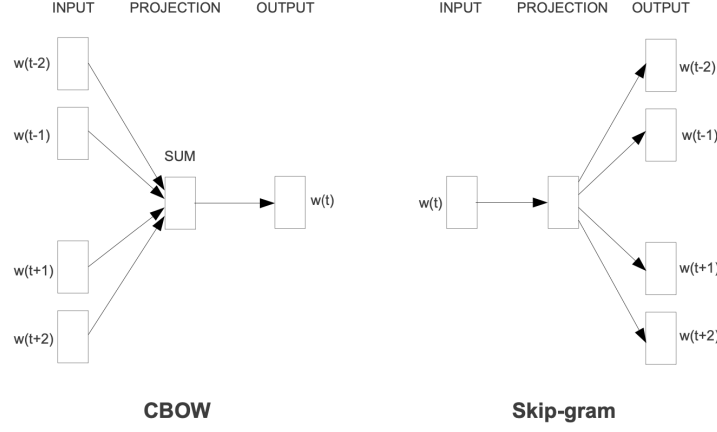 INPUT PROJECTION OUTPUT
w(t-2)
w(t-1)
SUM
w(t)
w(t+1)
w(t+2)
CBOW
INPUT PROJECTION OUTPUT
w(t-2)
w(t-1)
w(t)
w(t+1)
w(t+2)
Skip-gram